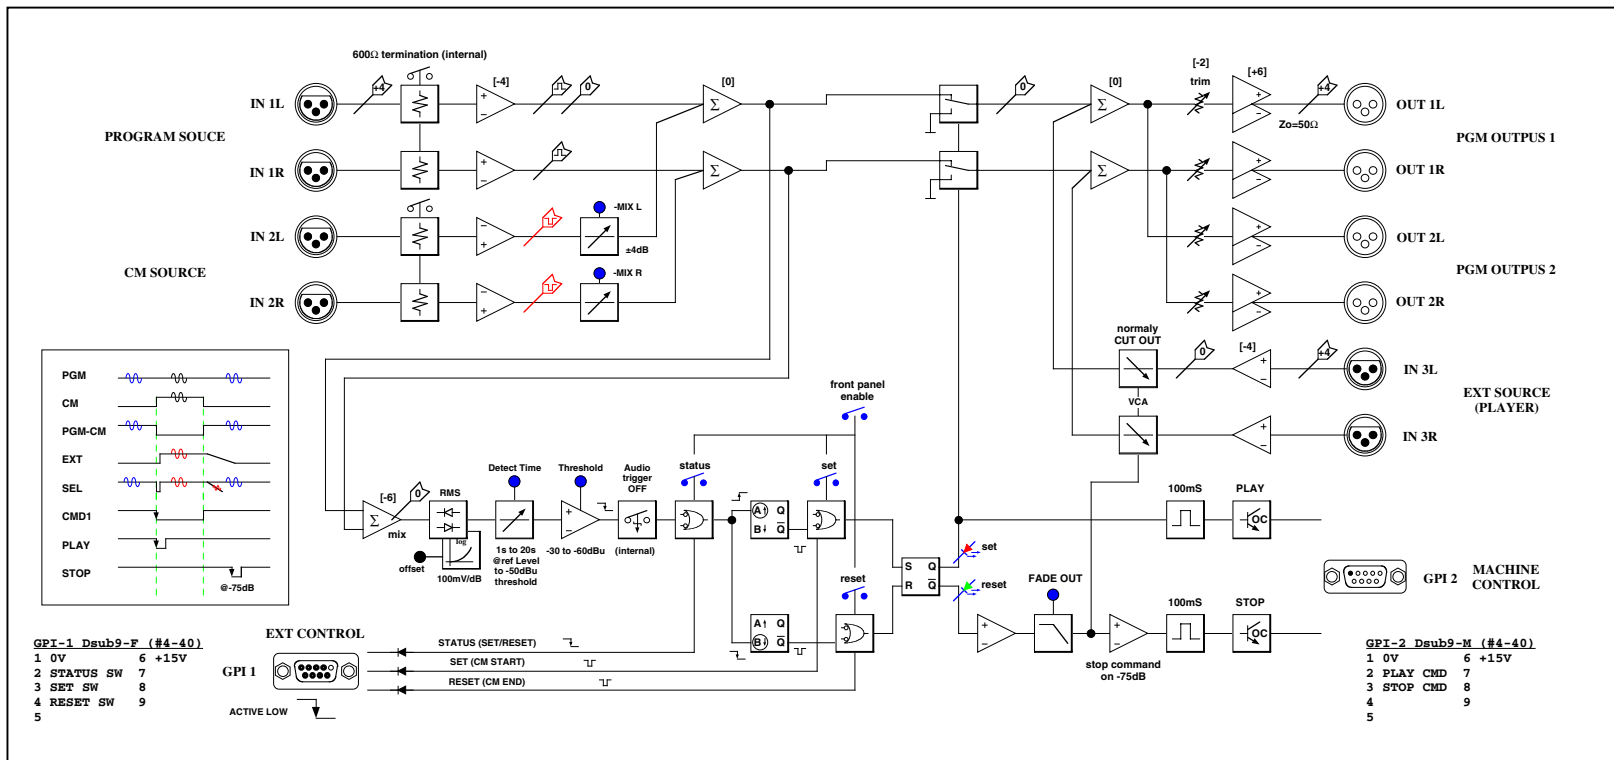 600Ω termination (internal)
[-4]
[0]
[0]
[-2]
trim
[+6]
+4
0
0
+4
IN 1L
Σ
Σ
OUT 1L
Zo=50Ω
PROGRAM SOUCE
PGM OUTPUS 1
IN 1R
Σ
Σ
OUT 1R
-MIX L
IN 2L
±4dB
OUT 2L
CM SOURCE
-MIX R
PGM OUTPUS 2
IN 2R
OUT 2R
normaly
CUT OUT
0
[-4]
+4
IN 3L
EXT SOURCE
(PLAYER)
VCA
IN 3R
PGM
CM
PGM-CM
EXT
SEL
CMD1
PLAY
STOP
@-75dB
front panel
enable
status
set
Detect Time
Threshold
Audio
trigger
OFF
[-6]
0
RMS
Σ
mix
log
offset
100mV/dB
1s to 20s
@ref Level
to -50dBu
threshold
-30 to -60dBu
(internal)
A Q
B Q
reset
A Q
B Q
S Q
R Q
set
reset
100mS
PLAY
OC
FADE OUT
100mS
STOP
OC
stop command
on -75dB
GPI 2
MACHINE
CONTROL
EXT CONTROL
GPI 1
STATUS (SET/RESET)
SET (CM START)
RESET (CM END)
ACTIVE LOW
GPI-1 Dsub9-F (#4-40)
1 0V 6 +15V
2 STATUS SW 7
3 SET SW 8
4 RESET SW 9
5
GPI-2 Dsub9-M (#4-40)
1 0V 6 +15V
2 PLAY CMD 7
3 STOP CMD 8
4 9
5